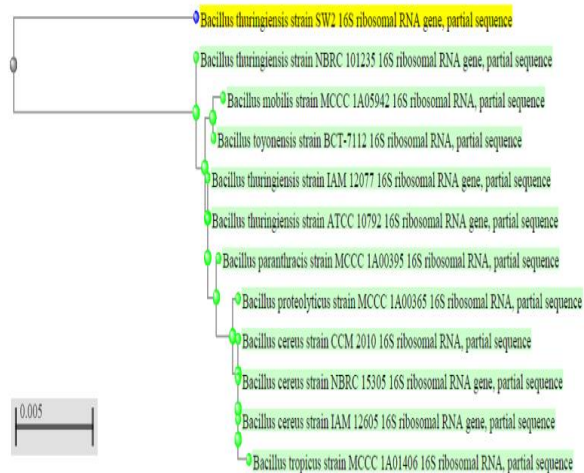 Bacillus thuringiensis strain SW2 16S ribosomal RNA gene, partial sequence
Bacillus thuringiensis strain NBRC 101235 16S ribosomal RNA gene, partial sequence
Bacillus mobilis strain MCCC 1A05942 16S ribosomal RNA, partial sequence
Bacillus toyonensis strain BCT-7112 16S ribosomal RNA, partial sequence
Bacillus thuringiensis strain IAM 12077 16S ribosomal RNA gene, partial sequence
Bacillus thuringiensis strain ATCC 10792 16S ribosomal RNA gene, partial sequence
Bacillus paranthracis strain MCCC 1A00395 16S ribosomal RNA, partial sequence
Bacillus proteolyticus strain MCCC 1A00365 16S ribosomal RNA, partial sequence
Bacillus cereus strain CCM 2010 16S ribosomal RNA, partial sequence
Bacillus cereus strain NBRC 15305 16S ribosomal RNA gene, partial sequence
Bacillus cereus strain IAM 12605 16S ribosomal RNA gene, partial sequence
Bacillus tropicus strain MCCC 1A01406 16S ribosomal RNA, partial sequence
0.005